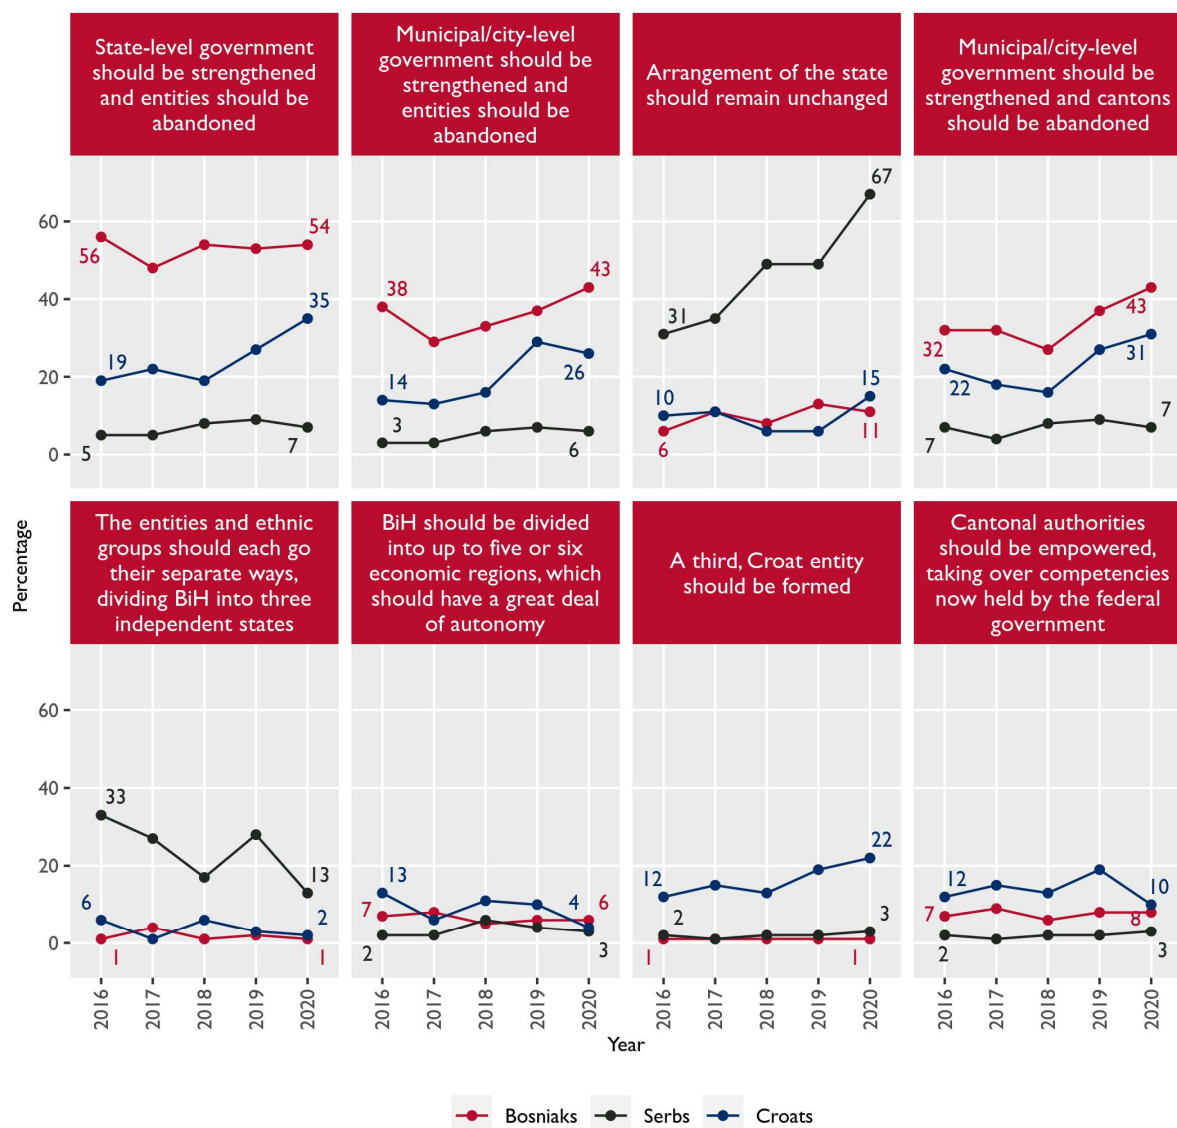 State-level government
should be strengthened
and entities should be
abandoned
Municipal/city-level
government should be
strengthened and
entities should be
abandoned
Arrangement of the state
should remain unchanged
Municipal/city-level
government should be
strengthened and cantons
should be abandoned
60
40
20
0
56
54
19
35
5
7
38
43
14
26
3
6
31
67
10
15
6
11
32
43
22
31
7
7
The entities and ethnic
groups should each go
their separate ways,
dividing BiH into three
independent states
BiH should be divided
into up to five or six
economic regions, which
should have a great deal
of autonomy
A third, Croat entity
should be formed
Cantonal authorities
should be empowered,
taking over competencies
now held by the federal
government
Percentage
60
40
20
0
33
13
6
2
1
1
13
4
7
6
2
3
12
22
2
3
1
1
12
10
7
8
2
3
2016
2017
2018
2019
2020
2016
2017
2018
2019
2020
2016
2017
2018
2019
2020
2016
2017
2018
2019
2020
Year
Bosniaks
Serbs
Croats